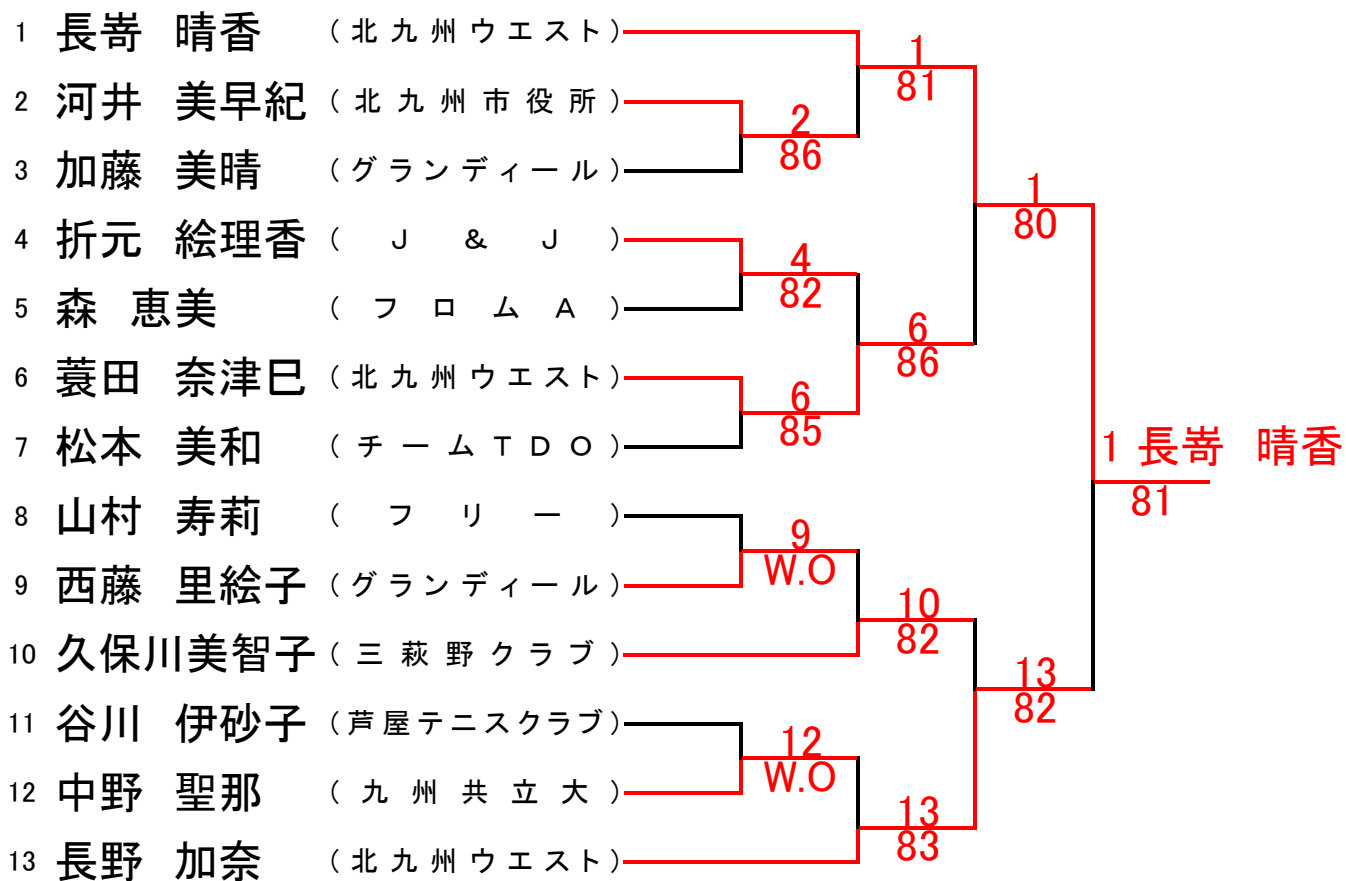 1 長嵜 晴香 (北九州ウエスト)
2 河井 美早紀 (北九州市役所)
3 加藤 美晴 (グランディール)
4 折元 絵理香 (J & J)
5 森 恵美 (フロムA)
6 蓑田 奈津巳 (北九州ウエスト)
7 松本 美和 (チームTDO)
8 山村 寿莉 (フリー)
9 西藤 里絵子 (グランディール)
10 久保川美智子 (三萩野クラブ)
11 谷川 伊砂子 (芦屋テニスクラブ)
12 中野 聖那 (九州共立大)
13 長野 加奈 (北九州ウエスト)
2
86
4
82
6
85
9
W.O
12
W.O
1
81
6
86
10
82
13
83
1
80
13
82
1 長嵜 晴香
81